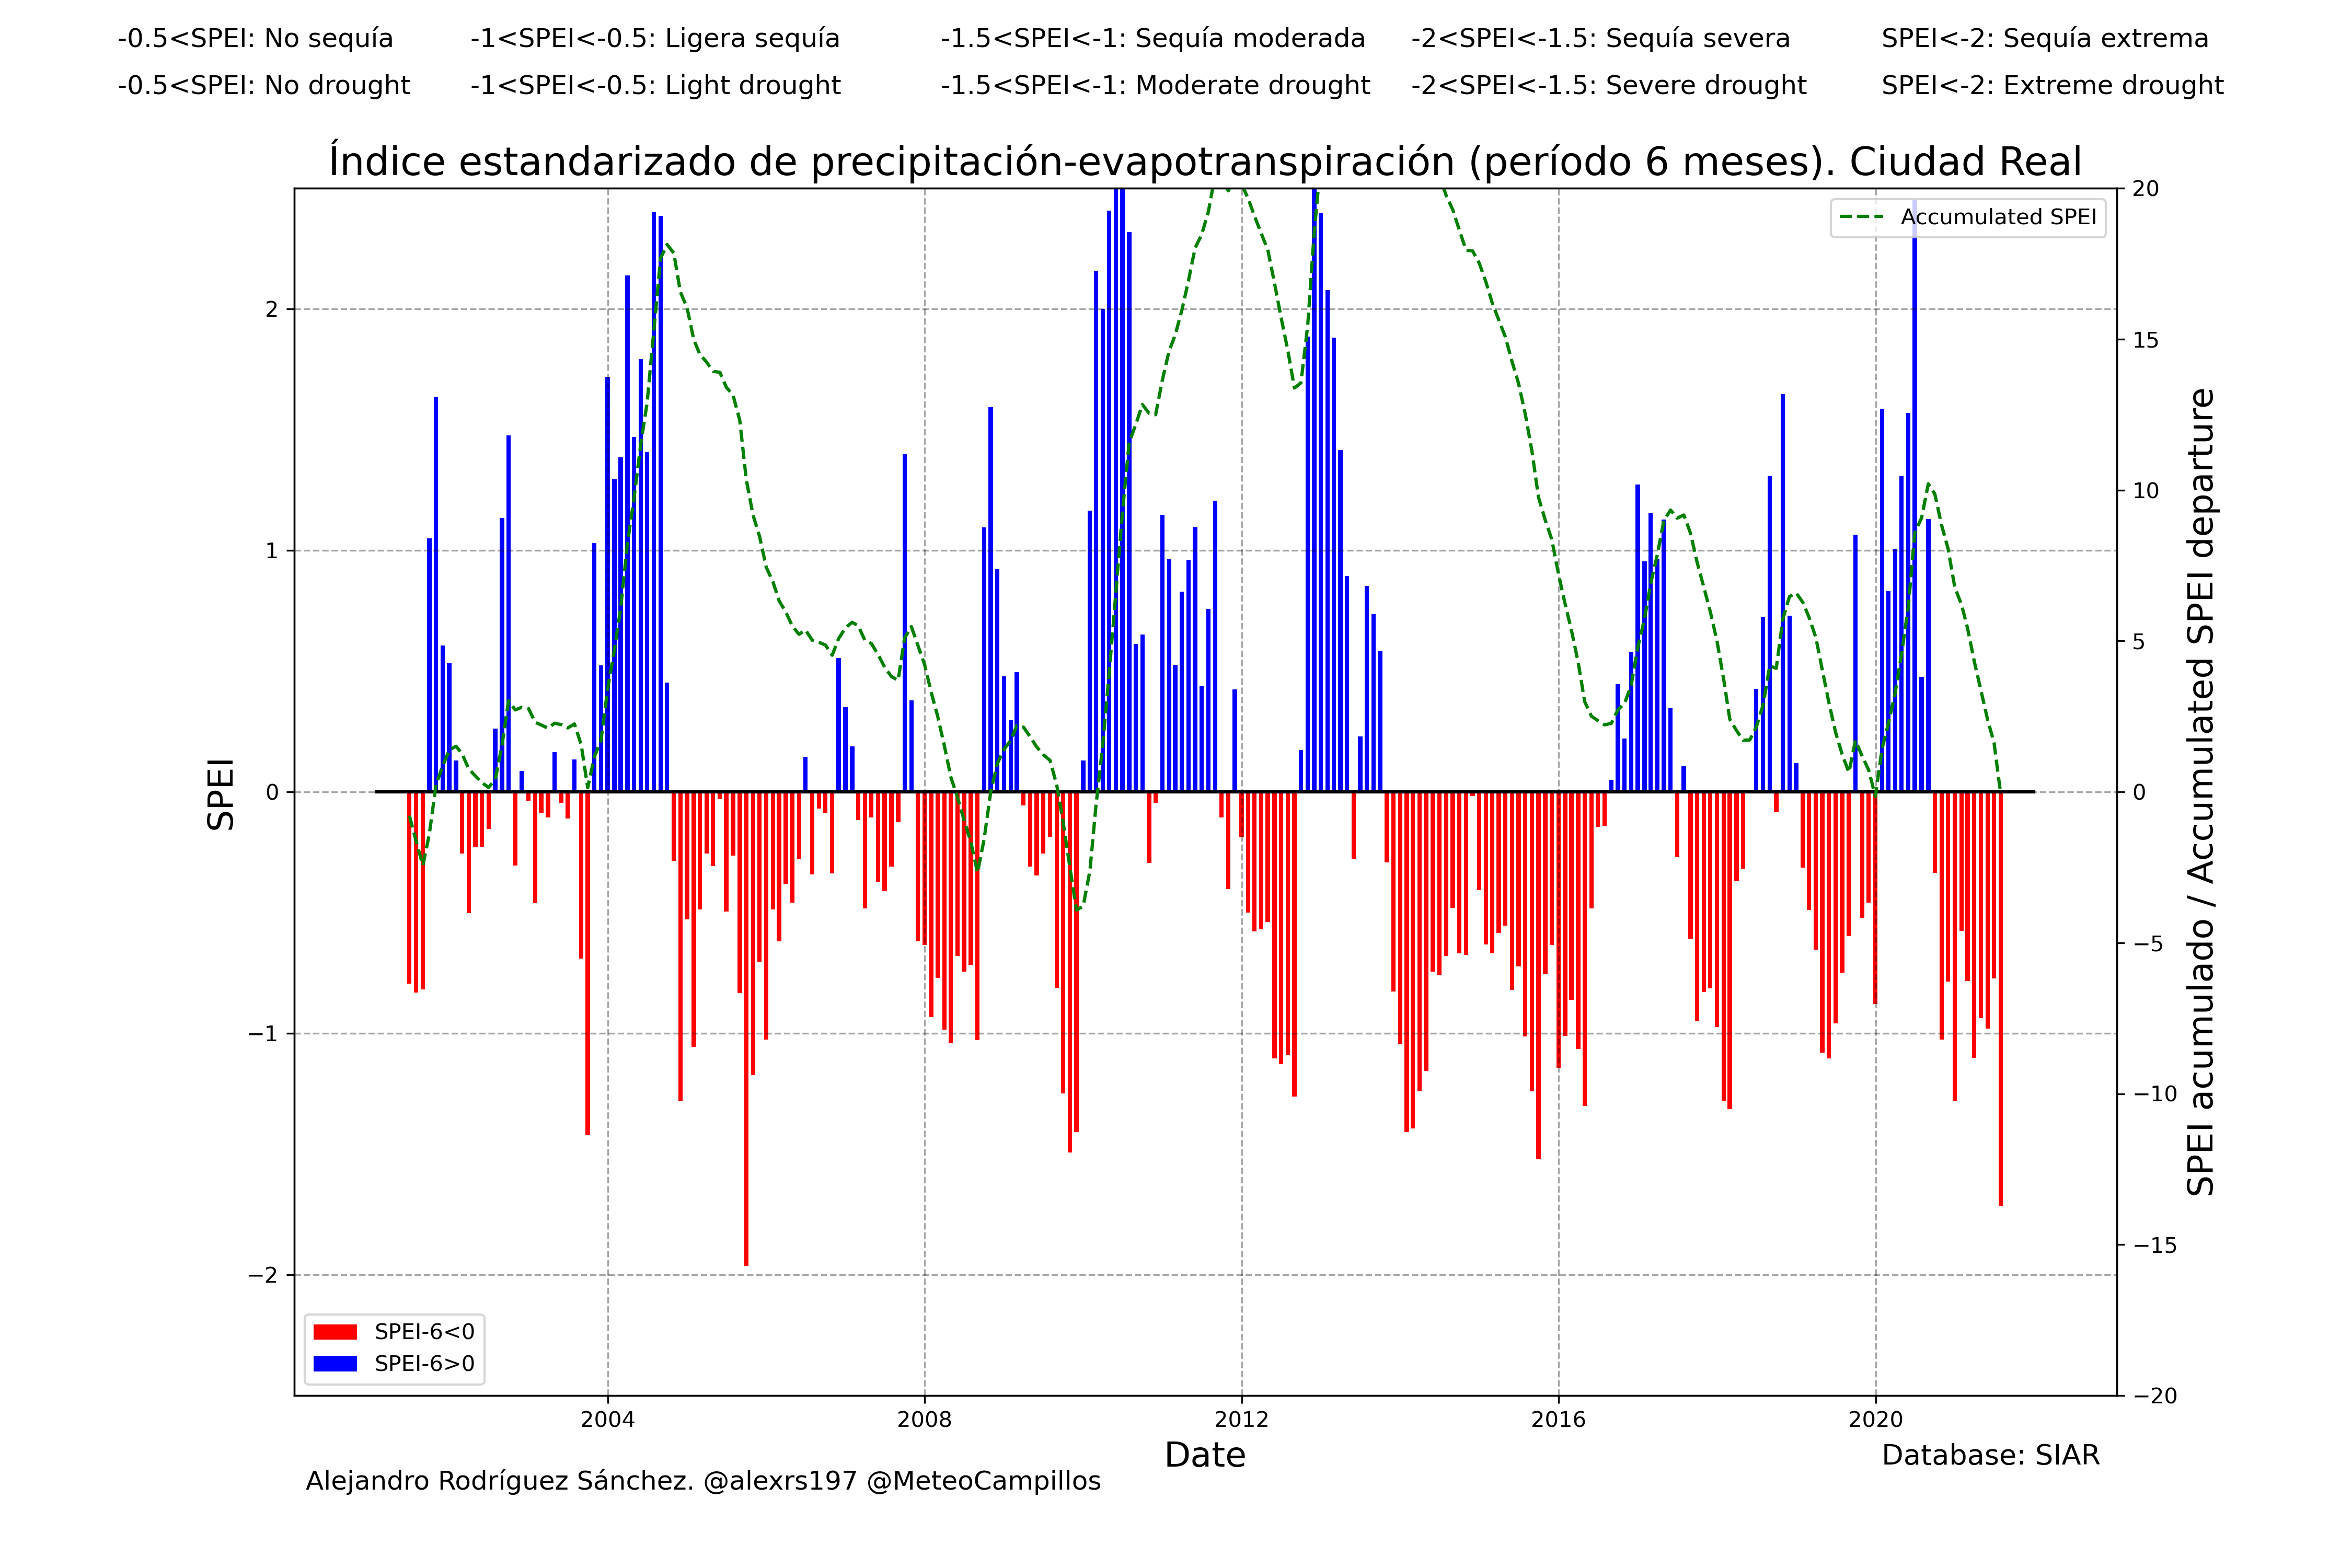 -0.5<SPEI: No sequía -1<SPEI<-0.5: Ligera sequía -1.5<SPEI<-1: Sequía moderada -2<SPEI<-1.5: Sequía severa SPEI<-2: Sequía extrema
-0.5<SPEI: No drought -1<SPEI<-0.5: Light drought -1.5<SPEI<-1: Moderate drought -2<SPEI<-1.5: Severe drought SPEI<-2: Extreme drought
Índice estandarizado de precipitación-evapotranspiración (período 6 meses). Ciudad Real
Accumulated SPEI
SPEI
2
1
0
−1
−2
20
15
10
5
0
−5
−10
−15
−20
SPEI acumulado / Accumulated SPEI departure
SPEI-6<0
SPEI-6>0
2004 2008 2012 2016 2020
Date
Database: SIAR
Alejandro Rodríguez Sánchez. @alexrs197 @MeteoCampillos